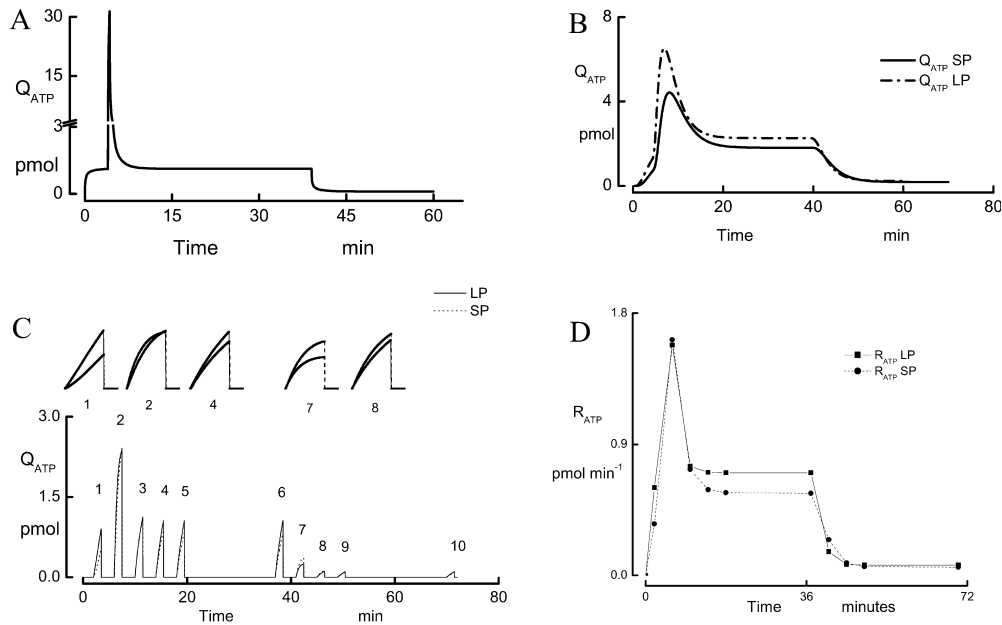 A
30
15
Q_ATP
3
pmol
0
0 15 30 45 60
Time min
B
8
Q_ATP
4
pmol
0
0 20 40 60 80
Time min
Q_ATP SP
Q_ATP LP
C
LP
SP
1 2 4 7 8
3.0
Q_ATP
1.5
pmol
0.0
1 2 3 4 5 6 7 8 9 10
0 20 40 60 80
Time min
D
1.8
R_ATP
0.9
pmol min⁻¹
0.0
0 36 72
Time minutes
R_ATP LP
R_ATP SP